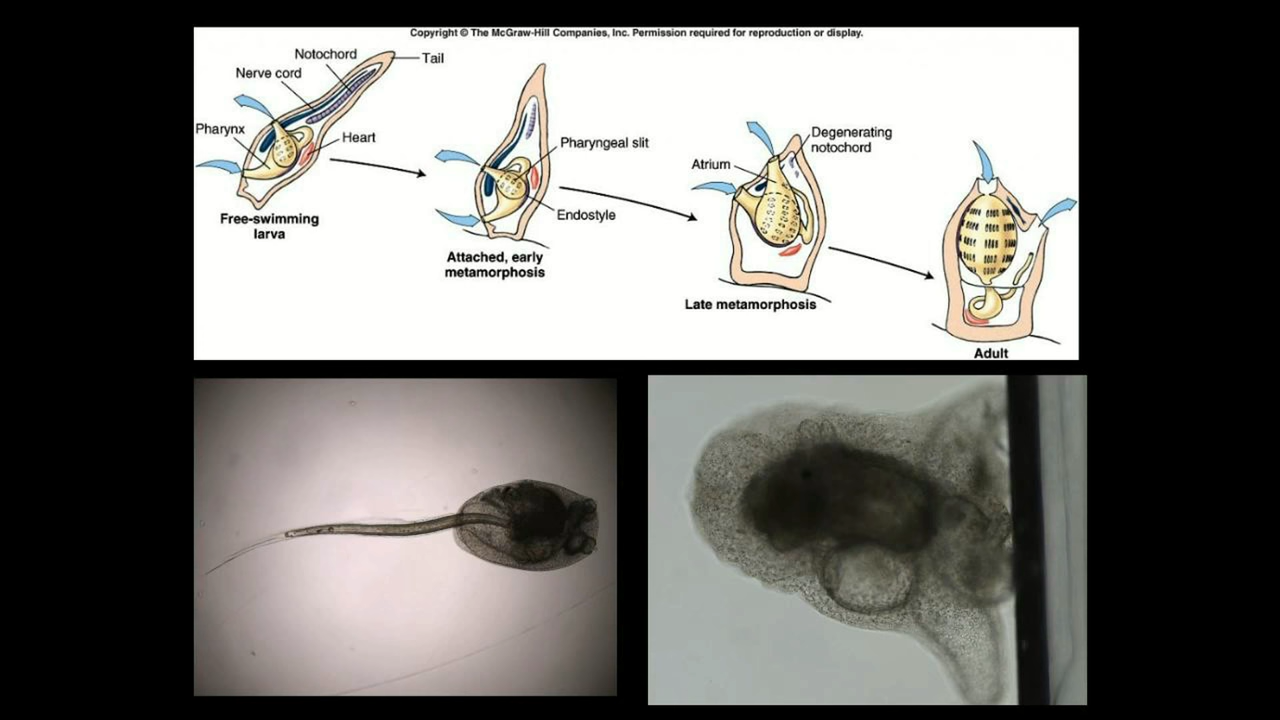 Copyright © The McGraw-Hill Companies, Inc. Permission required for reproduction or display.
Notochord
Tail
Nerve cord
Pharynx
Heart
Free-swimming
larva
Pharyngeal slit
Endostyle
Attached, early
metamorphosis
Degenerating
notochord
Atrium
Late metamorphosis
Adult